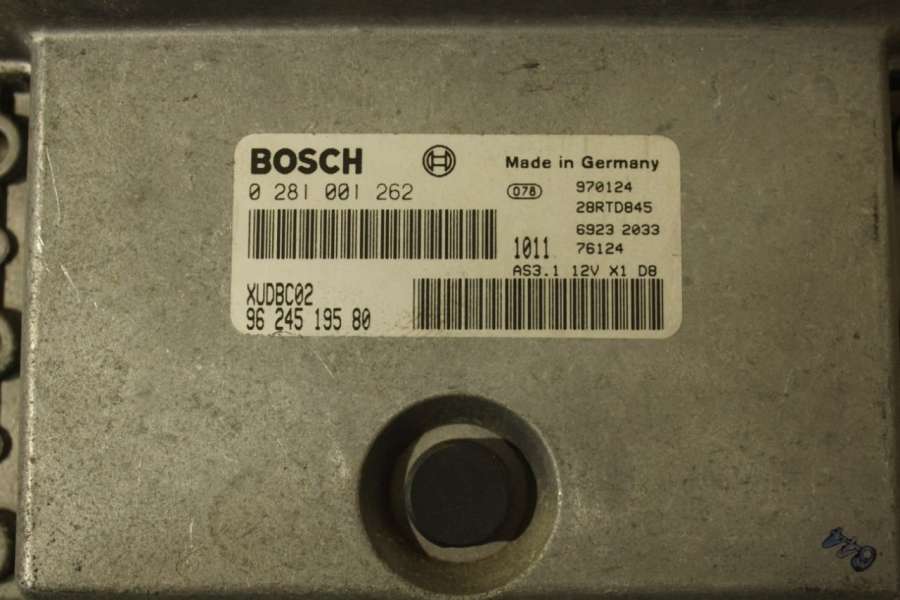 BOSCH
Made in Germany
0 281 001 262
078
970124
28RTD845
6923 2033
1011
76124
AS3.1 12V X1 D8
XUDBC02
96 245 195 80